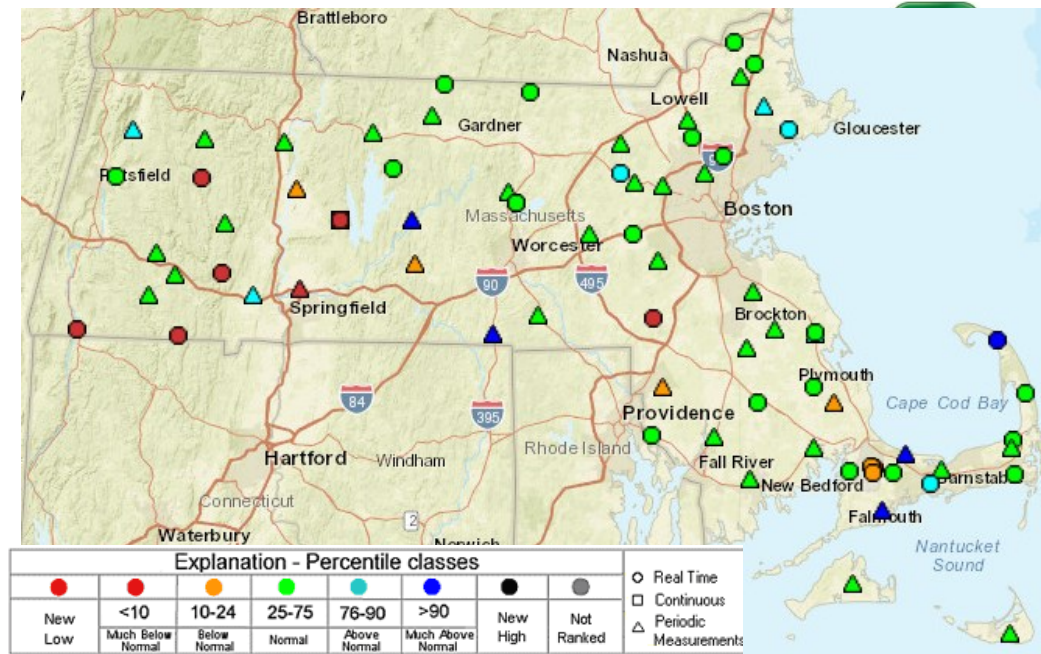 Brattleboro
Nashua
Lowell
Gardner
Gloucester
Pittsfield
Massachusetts
Boston
Worcester
90
495
Springfield
Brockton
Plymouth
84
395
Providence
Cape Cod Bay
Hartford
Windham
Rhode Island
Fall River
New Bedford
Barnstab
Connecticut
2
Falmouth
Waterbury
Norwich
Nantucket
Sound
Explanation - Percentile classes
New
Low
<10
Much Below
Normal
10-24
Below
Normal
25-75
Normal
76-90
Above
Normal
>90
Much Above
Normal
New
High
Not
Ranked
Real Time
Continuous
Periodic
Measurements